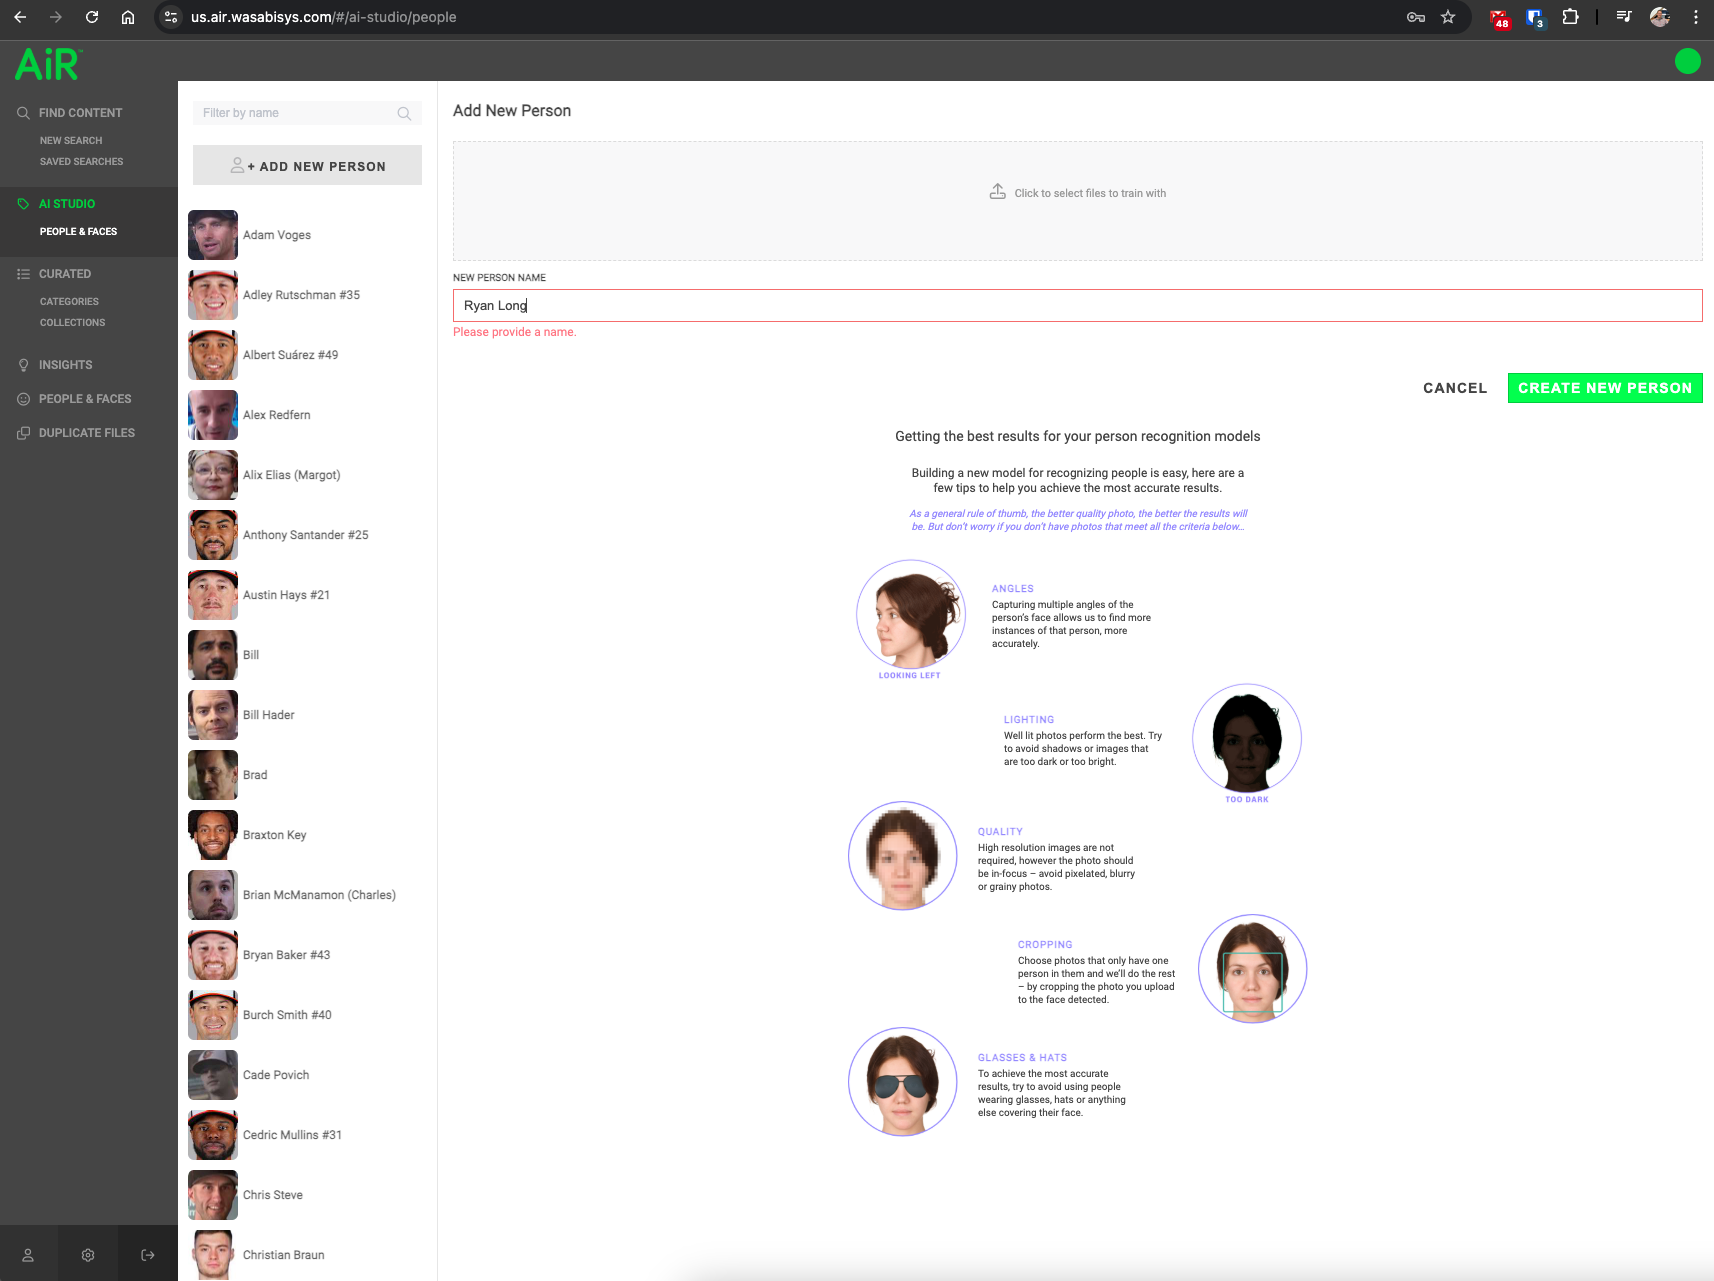 us.air.wasabisys.com/#/ai-studio/people
48
3
AiR™
FIND CONTENT
NEW SEARCH
SAVED SEARCHES
AI STUDIO
PEOPLE & FACES
CURATED
CATEGORIES
COLLECTIONS
INSIGHTS
PEOPLE & FACES
DUPLICATE FILES
Filter by name
+ ADD NEW PERSON
Adam Voges
Adley Rutschman #35
Albert Suárez #49
Alex Redfern
Alix Elias (Margot)
Anthony Santander #25
Austin Hays #21
Bill
Bill Hader
Brad
Braxton Key
Brian McManamon (Charles)
Bryan Baker #43
Burch Smith #40
Cade Povich
Cedric Mullins #31
Chris Steve
Christian Braun
Add New Person
Click to select files to train with
NEW PERSON NAME
Ryan Long
Please provide a name.
CANCEL
CREATE NEW PERSON
Getting the best results for your person recognition models
Building a new model for recognizing people is easy, here are a
few tips to help you achieve the most accurate results.
As a general rule of thumb, the better quality photo, the better the results will
be. But don't worry if you don't have photos that meet all the criteria below...
ANGLES
Capturing multiple angles of the
person's face allows us to find more
instances of that person, more
accurately.
LOOKING LEFT
LIGHTING
Well lit photos perform the best. Try
to avoid shadows or images that
are too dark or too bright.
TOO DARK
QUALITY
High resolution images are not
required, however the photo should
be in-focus – avoid pixelated, blurry
or grainy photos.
CROPPING
Choose photos that only have one
person in them and we'll do the rest
– by cropping the photo you upload
to the face detected.
GLASSES & HATS
To achieve the most accurate
results, try to avoid using people
wearing glasses, hats or anything
else covering their face.